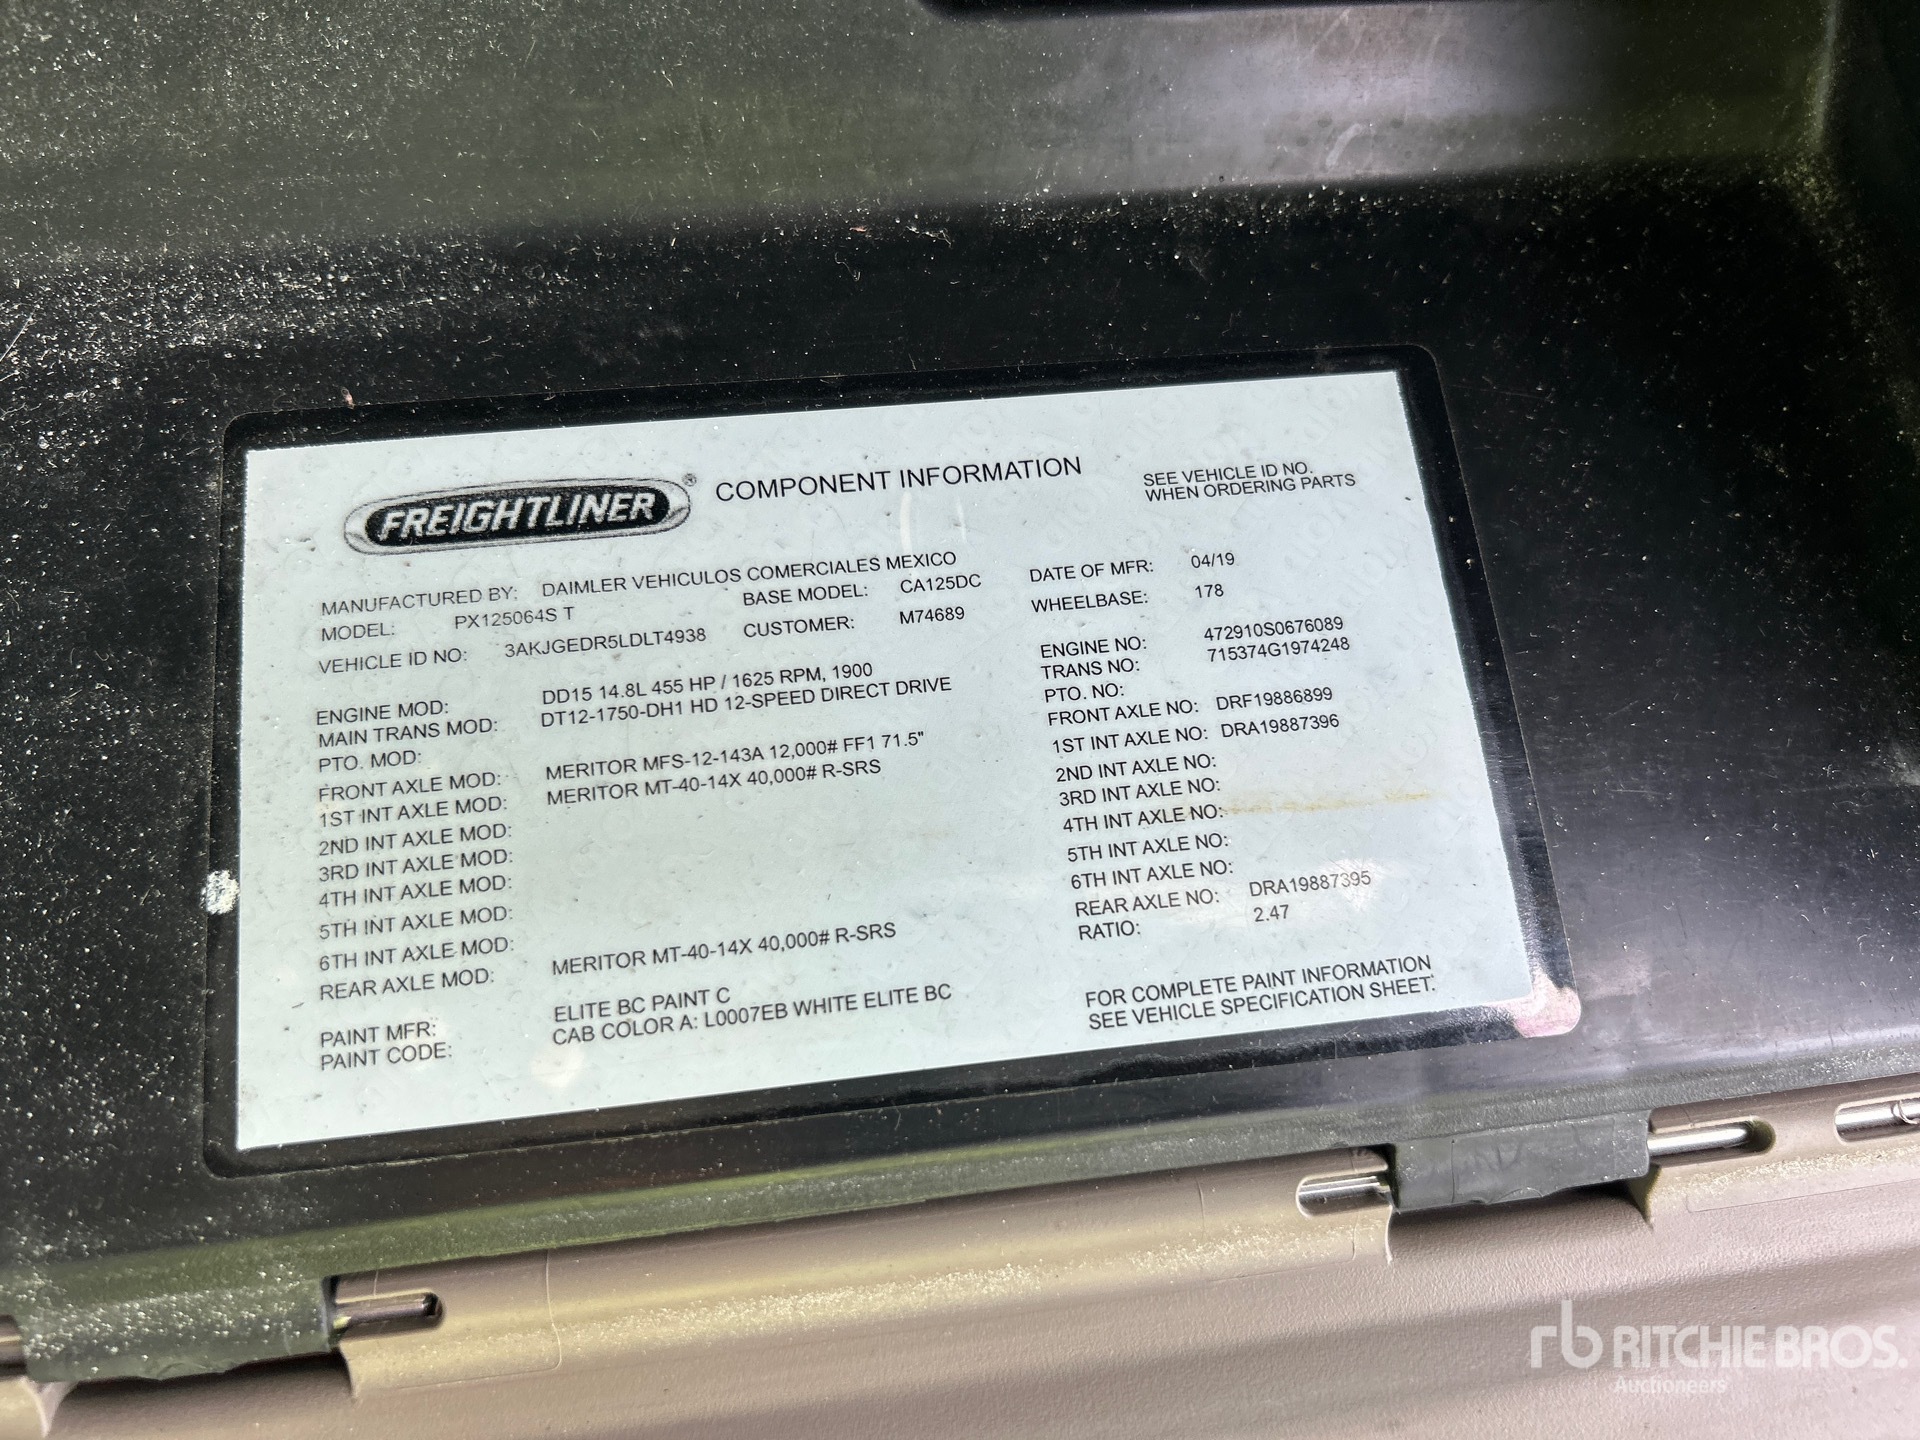 FREIGHTLINER® COMPONENT INFORMATION
SEE VEHICLE ID NO.
WHEN ORDERING PARTS
MANUFACTURED BY: DAIMLER VEHICULOS COMERCIALES MEXICO
DATE OF MFR: 04/19
MODEL: PX125064S T BASE MODEL: CA125DC
WHEELBASE: 178
VEHICLE ID NO: 3AKJGEDR5LDLT4938 CUSTOMER: M74689
ENGINE NO: 472910S0676089
TRANS NO: 715374G1974248
ENGINE MOD: DD15 14.8L 455 HP / 1625 RPM, 1900
PTO. NO:
MAIN TRANS MOD: DT12-1750-DH1 HD 12-SPEED DIRECT DRIVE
FRONT AXLE NO: DRF19886899
PTO. MOD:
1ST INT AXLE NO: DRA19887396
FRONT AXLE MOD: MERITOR MFS-12-143A 12,000# FF1 71.5"
2ND INT AXLE NO:
1ST INT AXLE MOD: MERITOR MT-40-14X 40,000# R-SRS
3RD INT AXLE NO:
2ND INT AXLE MOD:
4TH INT AXLE NO:
3RD INT AXLE MOD:
5TH INT AXLE NO:
4TH INT AXLE MOD:
6TH INT AXLE NO:
5TH INT AXLE MOD:
REAR AXLE NO: DRA19887395
6TH INT AXLE MOD:
RATIO: 2.47
REAR AXLE MOD: MERITOR MT-40-14X 40,000# R-SRS
PAINT MFR: ELITE BC PAINT C
FOR COMPLETE PAINT INFORMATION
PAINT CODE: CAB COLOR A: L0007EB WHITE ELITE BC
SEE VEHICLE SPECIFICATION SHEET.
rb RITCHIE BROS.
Auctioneers